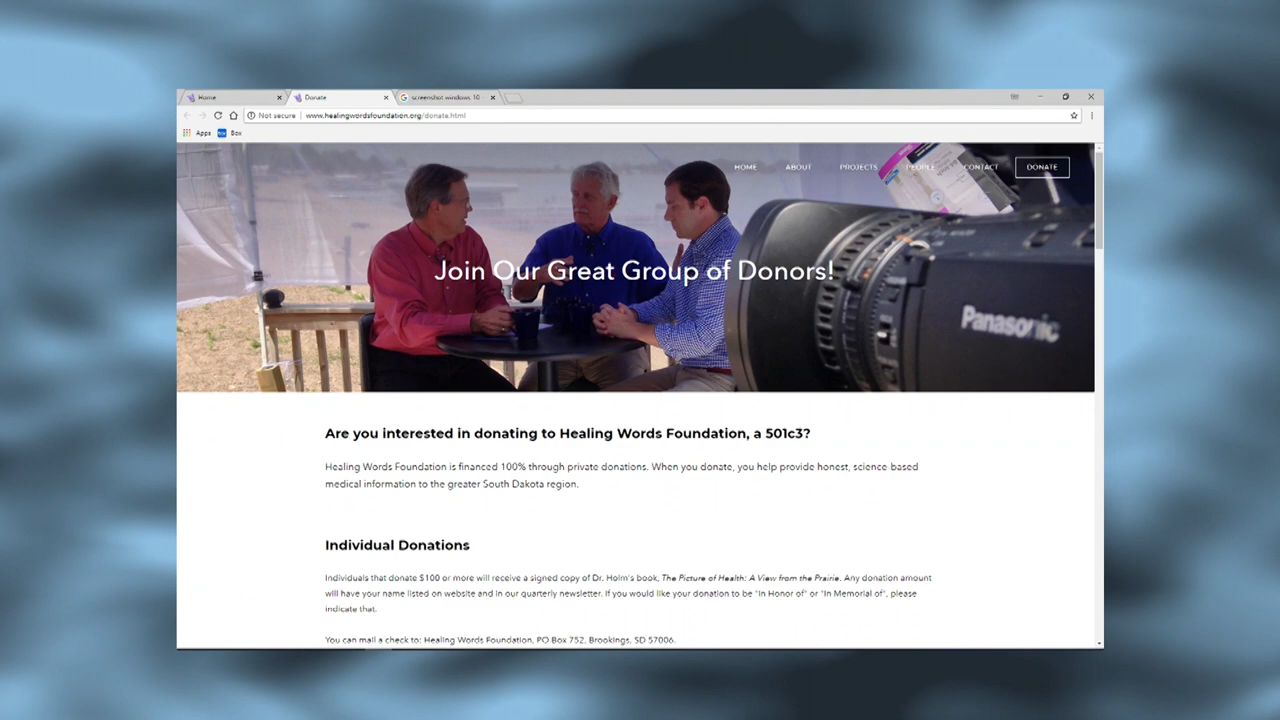 Home
Donate
screenshot windows 10 -
Not secure
www.healingwordsfoundation.org/donate.html
Apps
Box
HOME ABOUT PROJECTS PEOPLE CONTACT DONATE
Join Our Great Group of Donors!
Panasonic
Are you interested in donating to Healing Words Foundation, a 501c3?
Healing Words Foundation is financed 100% through private donations. When you donate, you help provide honest, science-based
medical information to the greater South Dakota region.
Individual Donations
Individuals that donate $100 or more will receive a signed copy of Dr. Holm's book, The Picture of Health: A View from the Prairie. Any donation amount
will have your name listed on website and in our quarterly newsletter. If you would like your donation to be "In Honor of" or "In Memorial of", please
indicate that.
You can mail a check to: Healing Words Foundation, PO Box 752, Brookings, SD 57006.